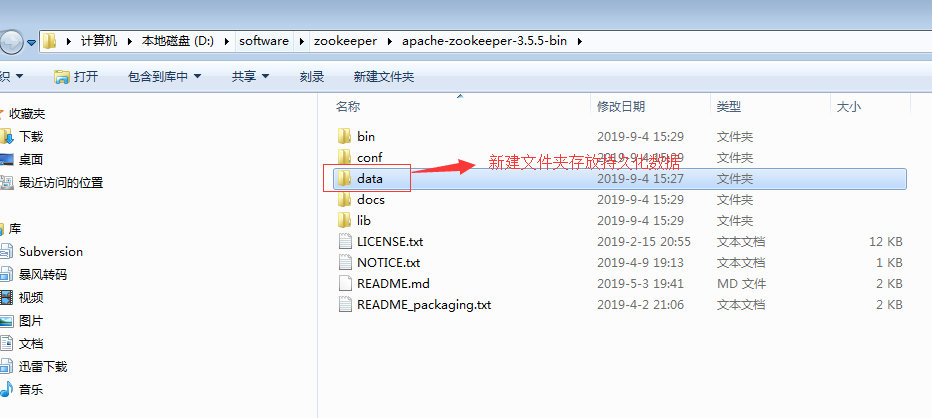 计算机 本地磁盘 (D:) software zookeeper apache-zookeeper-3.5.5-bin
织 打开 包含到库中 共享 刻录 新建文件夹
收藏夹
下载
桌面
最近访问的位置
库
Subversion
暴风转码
视频
图片
文档
迅雷下载
音乐
名称 修改日期 类型 大小
bin 2019-9-4 15:29 文件夹
conf 2019-9-4 15:29 文件夹
新建文件夹存放持久化数据
data 2019-9-4 15:27 文件夹
docs 2019-9-4 15:29 文件夹
lib 2019-9-4 15:29 文件夹
LICENSE.txt 2019-2-15 20:55 文本文档 12 KB
NOTICE.txt 2019-4-9 19:13 文本文档 1 KB
README.md 2019-5-3 19:41 MD 文件 2 KB
README_packaging.txt 2019-4-2 21:06 文本文档 2 KB